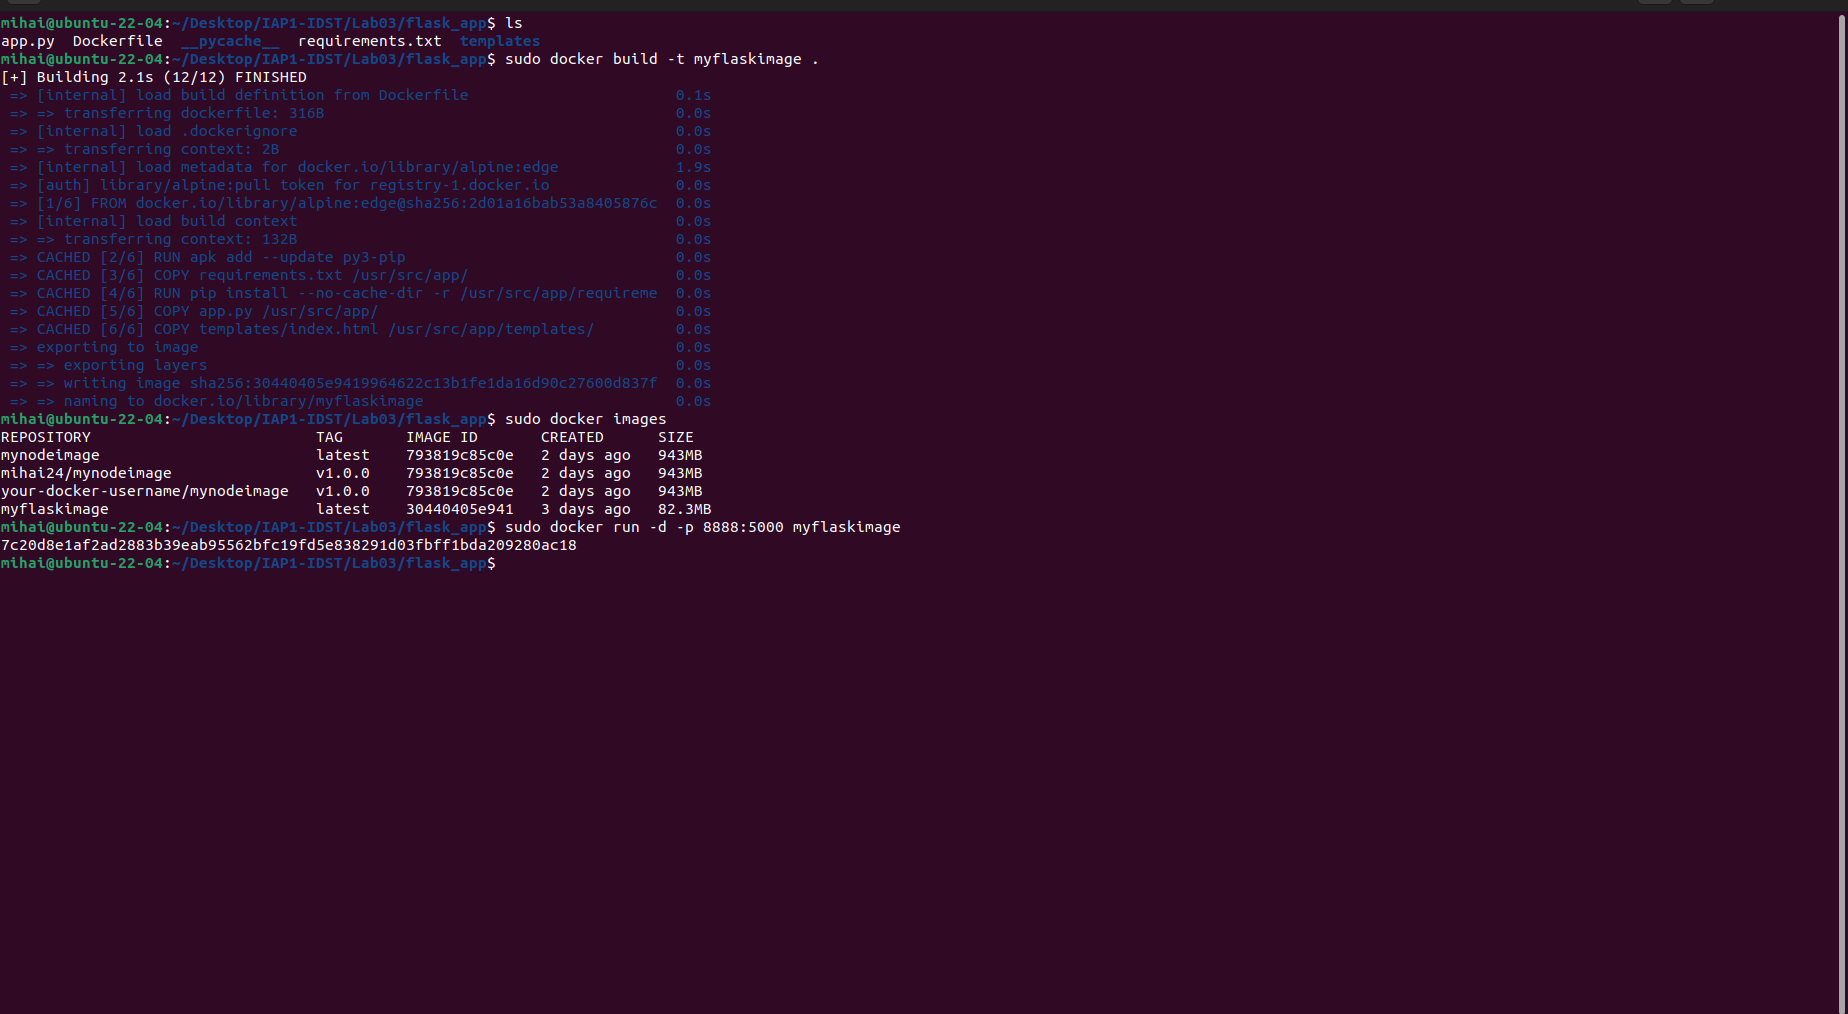 mihai@ubuntu-22-04:~/Desktop/IAP1-IDST/Lab03/flask_app$ ls
app.py  Dockerfile  __pycache__  requirements.txt  templates
mihai@ubuntu-22-04:~/Desktop/IAP1-IDST/Lab03/flask_app$ sudo docker build -t myflaskimage .
[+] Building 2.1s (12/12) FINISHED
 => [internal] load build definition from Dockerfile                       0.1s
 => => transferring dockerfile: 316B                                       0.0s
 => [internal] load .dockerignore                                          0.0s
 => => transferring context: 2B                                            0.0s
 => [internal] load metadata for docker.io/library/alpine:edge             1.9s
 => [auth] library/alpine:pull token for registry-1.docker.io              0.0s
 => [1/6] FROM docker.io/library/alpine:edge@sha256:2d01a16bab53a8405876c  0.0s
 => [internal] load build context                                          0.0s
 => => transferring context: 132B                                          0.0s
 => CACHED [2/6] RUN apk add --update py3-pip                              0.0s
 => CACHED [3/6] COPY requirements.txt /usr/src/app/                       0.0s
 => CACHED [4/6] RUN pip install --no-cache-dir -r /usr/src/app/requireme  0.0s
 => CACHED [5/6] COPY app.py /usr/src/app/                                 0.0s
 => CACHED [6/6] COPY templates/index.html /usr/src/app/templates/         0.0s
 => exporting to image                                                     0.0s
 => => exporting layers                                                    0.0s
 => => writing image sha256:30440405e9419964622c13b1fe1da16d90c27600d837f  0.0s
 => => naming to docker.io/library/myflaskimage                            0.0s
mihai@ubuntu-22-04:~/Desktop/IAP1-IDST/Lab03/flask_app$ sudo docker images
REPOSITORY                         TAG       IMAGE ID       CREATED      SIZE
mynodeimage                        latest    793819c85c0e   2 days ago   943MB
mihai24/mynodeimage                v1.0.0    793819c85c0e   2 days ago   943MB
your-docker-username/mynodeimage   v1.0.0    793819c85c0e   2 days ago   943MB
myflaskimage                       latest    30440405e941   3 days ago   82.3MB
mihai@ubuntu-22-04:~/Desktop/IAP1-IDST/Lab03/flask_app$ sudo docker run -d -p 8888:5000 myflaskimage
7c20d8e1af2ad2883b39eab95562bfc19fd5e838291d03fbff1bda209280ac18
mihai@ubuntu-22-04:~/Desktop/IAP1-IDST/Lab03/flask_app$